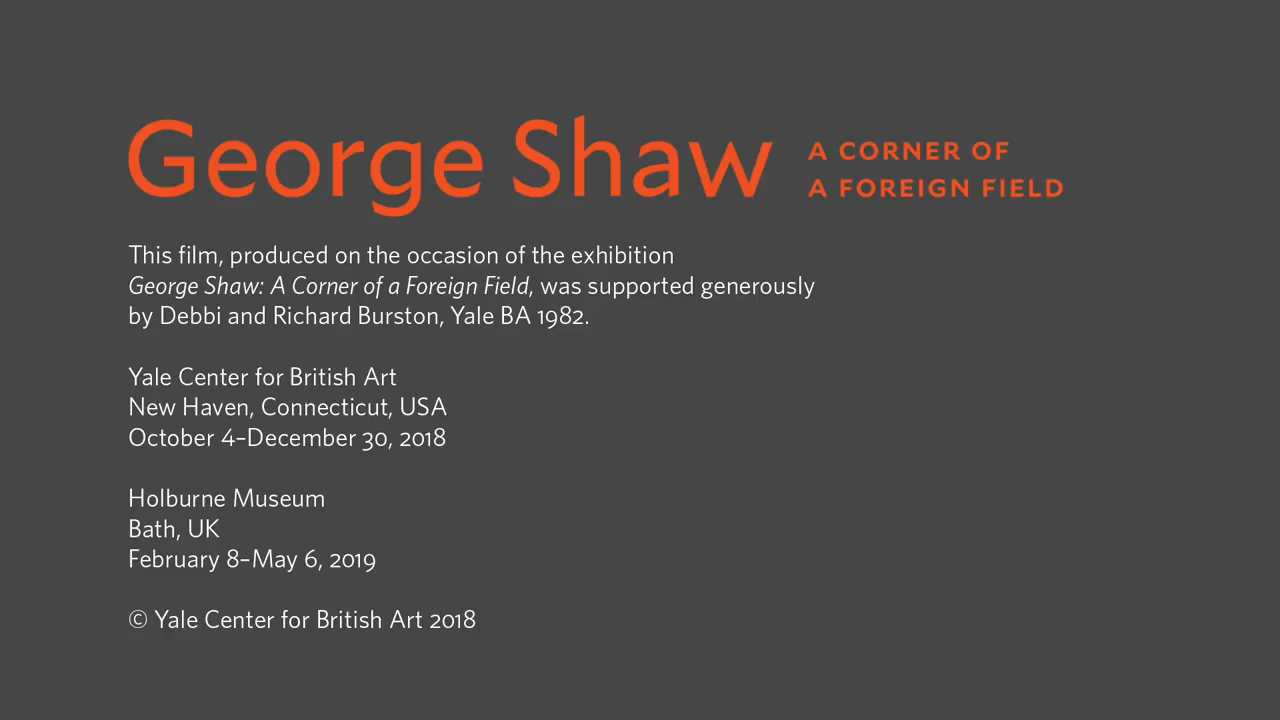 George Shaw
A CORNER OF
A FOREIGN FIELD
This film, produced on the occasion of the exhibition
George Shaw: A Corner of a Foreign Field, was supported generously
by Debbi and Richard Burston, Yale BA 1982.
Yale Center for British Art
New Haven, Connecticut, USA
October 4–December 30, 2018
Holburne Museum
Bath, UK
February 8–May 6, 2019
© Yale Center for British Art 2018